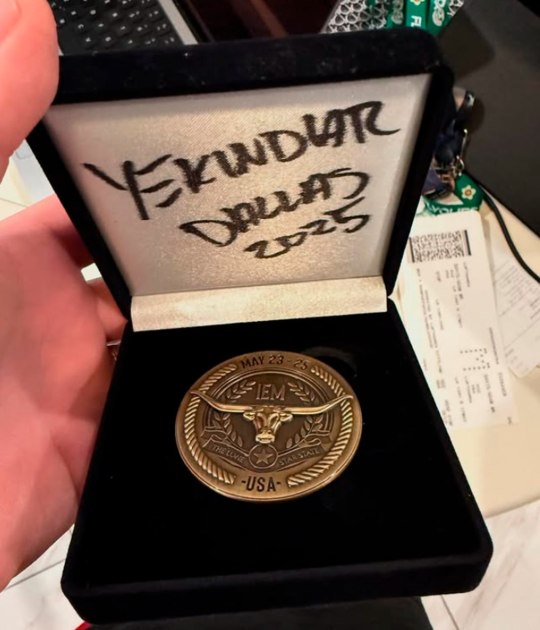 YEKINDAR
DALLAS
2025
MAY 23-25
IEM
THE LONE STAR STATE
-USA-